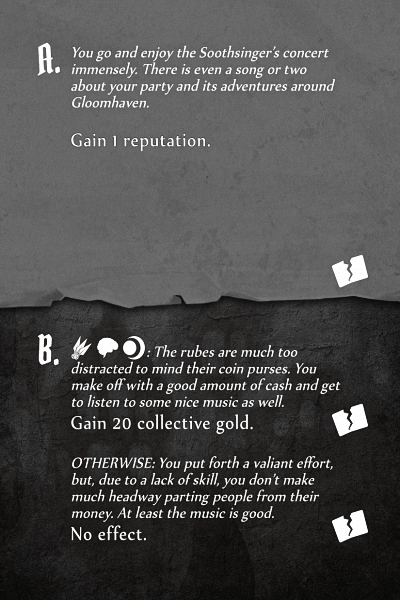 A. You go and enjoy the Soothsinger's concert
immensely. There is even a song or two
about your party and its adventures around
Gloomhaven.
Gain 1 reputation.
B. : The rubes are much too
distracted to mind their coin purses. You
make off with a good amount of cash and get
to listen to some nice music as well.
Gain 20 collective gold.
OTHERWISE: You put forth a valiant effort,
but, due to a lack of skill, you don't make
much headway parting people from their
money. At least the music is good.
No effect.